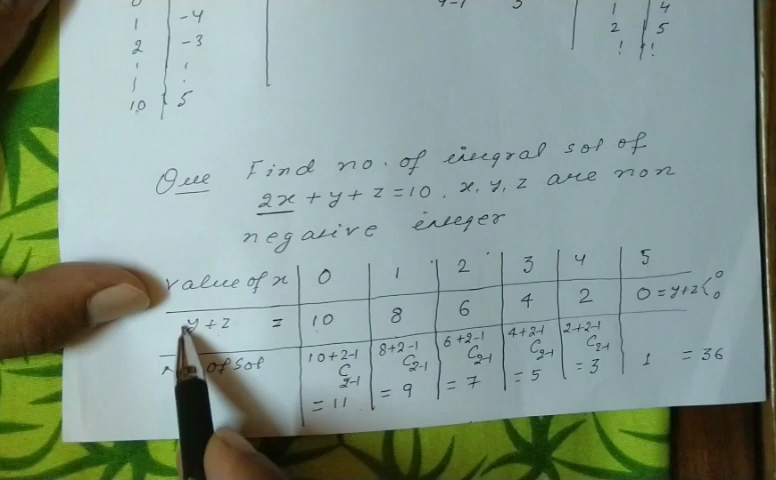 1 | -4
2 | -3
10 | 5
1 | 4
2 | 5
! !
Que Find no. of integral sol of
2x + y + z = 10. x, y, z are non
negative integer
value of x | 0 | 1 | 2 | 3 | 4 | 5
y + z = | 10 | 8 | 6 | 4 | 2 | 0 = y+z < 0 0
of sol | 10+2-1 | 8+2-1 | 6+2-1 | 4+2-1 | 2+2-1
C 2-1 | C 2-1 | C 2-1 | C 2-1 | C 2-1 | 1 = 36
= 11 | = 9 | = 7 | = 5 | = 3